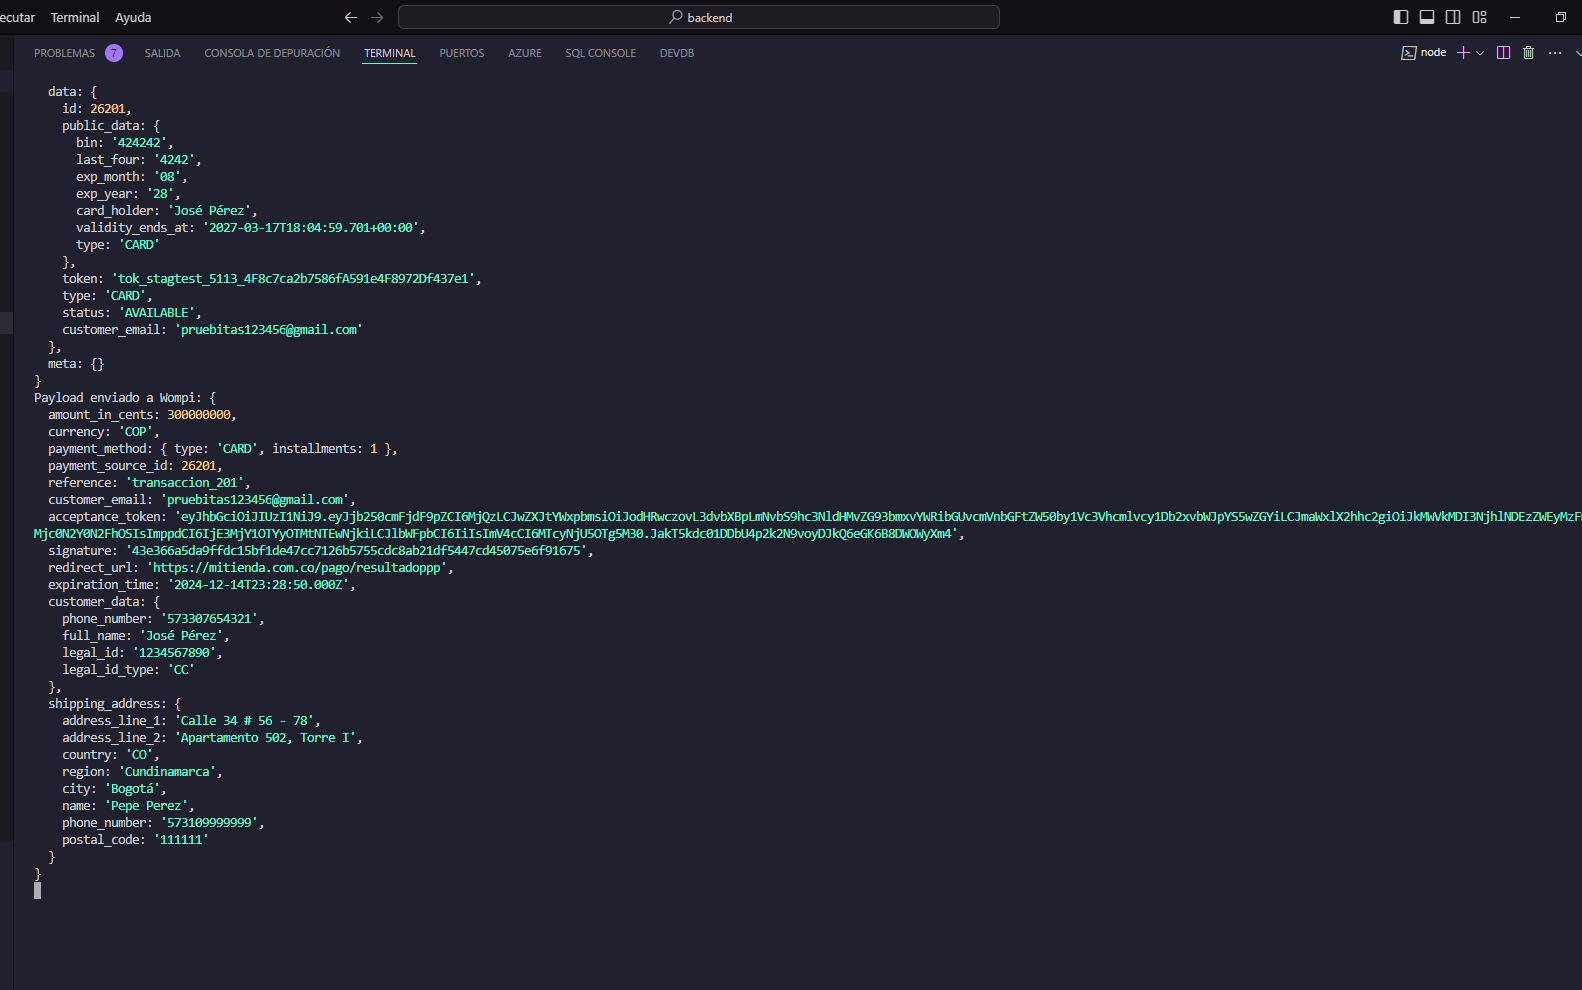 ecutar Terminal Ayuda backend
PROBLEMAS 7 SALIDA CONSOLA DE DEPURACIÓN TERMINAL PUERTOS AZURE SQL CONSOLE DEVDB node
data: {
id: 26201,
public_data: {
bin: '424242',
last_four: '4242',
exp_month: '08',
exp_year: '28',
card_holder: 'José Pérez',
validity_ends_at: '2027-03-17T18:04:59.701+00:00',
type: 'CARD'
},
token: 'tok_stagtest_5113_4F8c7ca2b7586fA591e4F8972Df437e1',
type: 'CARD',
status: 'AVAILABLE',
customer_email: 'pruebitas123456@gmail.com'
},
meta: {}
}
Payload enviado a Wompi: {
amount_in_cents: 300000000,
currency: 'COP',
payment_method: { type: 'CARD', installments: 1 },
payment_source_id: 26201,
reference: 'transaccion_201',
customer_email: 'pruebitas123456@gmail.com',
acceptance_token:
signature: '43e366a5da9ffdc15bf1de47cc7126b5755cdc8ab21df5447cd45075e6f91675',
redirect_url: 'https://mitienda.com.co/pago/resultadoppp',
expiration_time: '2024-12-14T23:28:50.000Z',
customer_data: {
phone_number: '573307654321',
full_name: 'José Pérez',
legal_id: '1234567890',
legal_id_type: 'CC'
},
shipping_address: {
address_line_1: 'Calle 34 # 56 - 78',
address_line_2: 'Apartamento 502, Torre I',
country: 'CO',
region: 'Cundinamarca',
city: 'Bogotá',
name: 'Pepe Perez',
phone_number: '573109999999',
postal_code: '111111'
}
}